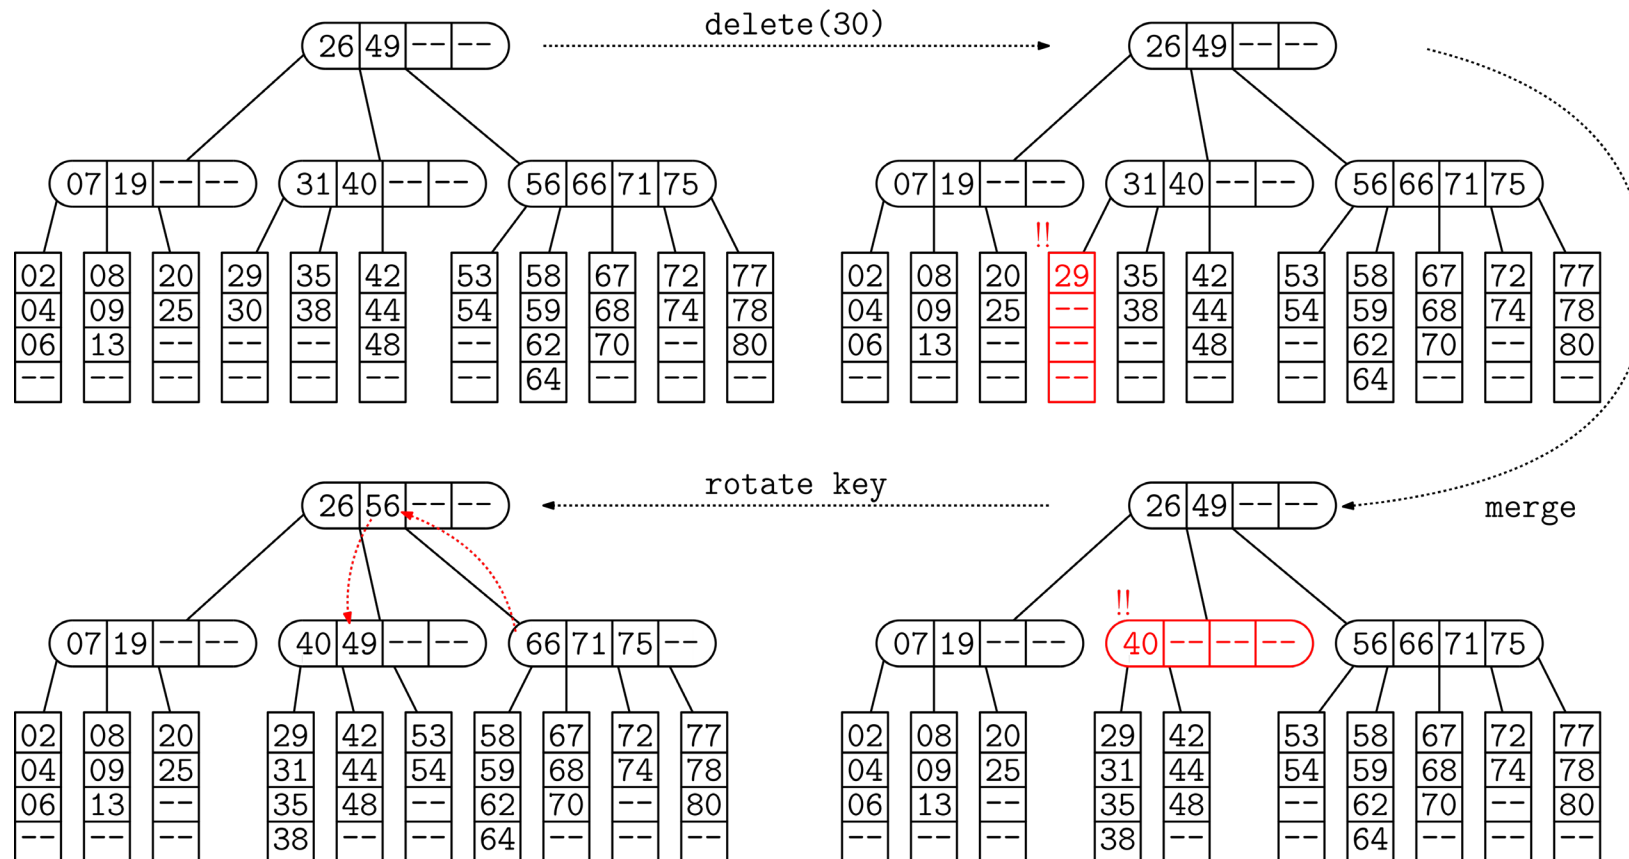 delete(30)
26 49 -- -- 26 49 -- --
07 19 -- -- 31 40 -- -- 56 66 71 75 07 19 -- -- 31 40 -- -- 56 66 71 75
!!
02 08 20 29 35 42 53 58 67 72 77 02 08 20 29 35 42 53 58 67 72 77
04 09 25 30 38 44 54 59 68 74 78 04 09 25 -- 38 44 54 59 68 74 78
06 13 -- -- -- 48 -- 62 70 -- 80 06 13 -- -- -- 48 -- 62 70 -- 80
-- -- -- -- -- -- -- 64 -- -- -- -- -- -- -- -- -- -- 64 -- -- --
rotate key
26 56 -- -- 26 49 -- -- merge
!!
07 19 -- -- 40 49 -- -- 66 71 75 -- 07 19 -- -- 40 -- -- -- 56 66 71 75
02 08 20 29 42 53 58 67 72 77 02 08 20 29 42 53 58 67 72 77
04 09 25 31 44 54 59 68 74 78 04 09 25 31 44 54 59 68 74 78
06 13 -- 35 48 -- 62 70 -- 80 06 13 -- 35 48 -- 62 70 -- 80
-- -- -- 38 -- -- 64 -- -- -- -- -- -- 38 -- -- 64 -- -- --